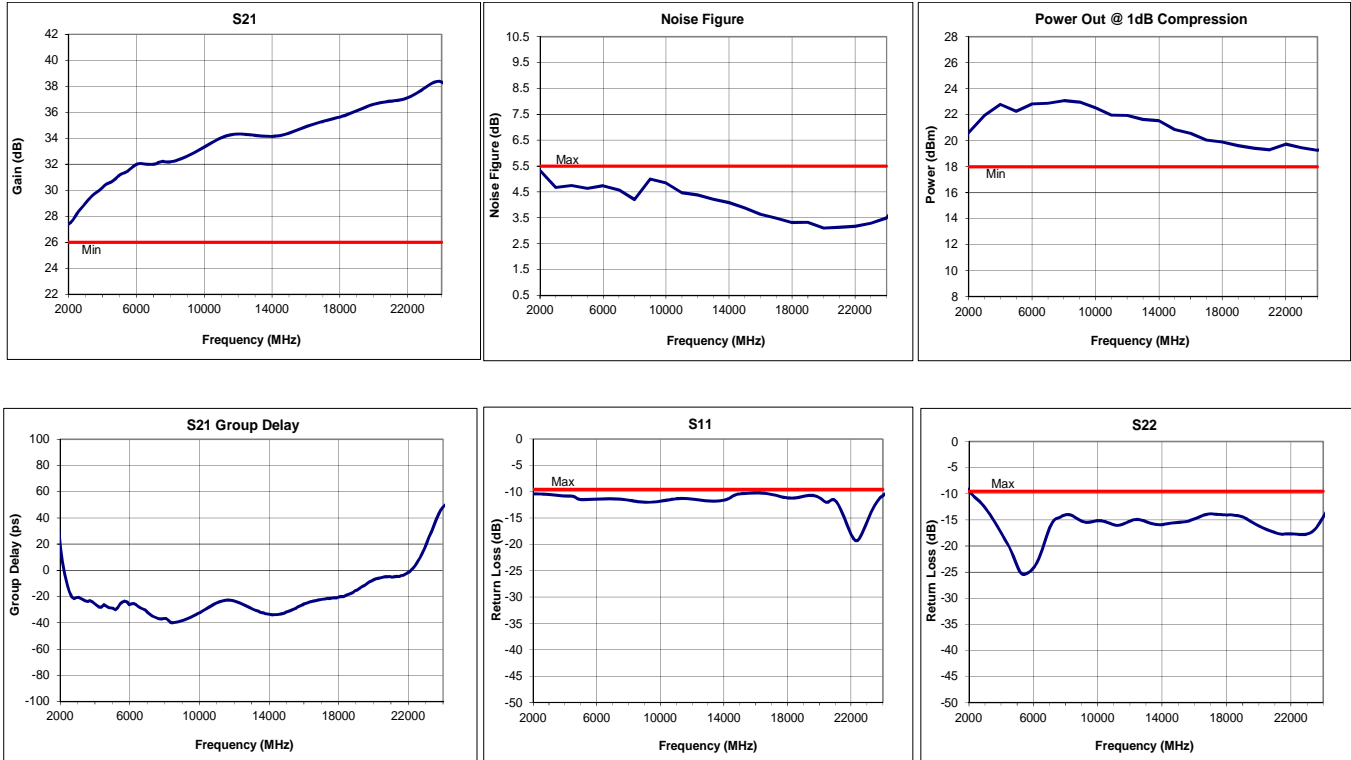 S21
42
40
38
36
34
32
30
28
26
24
22
Gain (dB)
Min
2000 6000 10000 14000 18000 22000
Frequency (MHz)
Noise Figure
10.5
9.5
8.5
7.5
6.5
5.5
4.5
3.5
2.5
1.5
0.5
Noise Figure (dB)
Max
2000 6000 10000 14000 18000 22000
Frequency (MHz)
Power Out @ 1dB Compression
28
26
24
22
20
18
16
14
12
10
8
Power (dBm)
Min
2000 6000 10000 14000 18000 22000
Frequency (MHz)
S21 Group Delay
100
80
60
40
20
0
-20
-40
-60
-80
-100
Group Delay (ps)
2000 6000 10000 14000 18000 22000
Frequency (MHz)
S11
0
-5
-10
-15
-20
-25
-30
-35
-40
-45
-50
Return Loss (dB)
Max
2000 6000 10000 14000 18000 22000
Frequency (MHz)
S22
0
-5
-10
-15
-20
-25
-30
-35
-40
-45
-50
Return Loss (dB)
Max
2000 6000 10000 14000 18000 22000
Frequency (MHz)